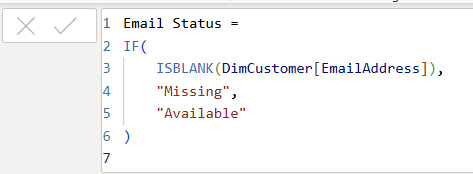 1 Email Status =
2 IF(
3     ISBLANK(DimCustomer[EmailAddress]),
4     "Missing",
5     "Available"
6 )
7